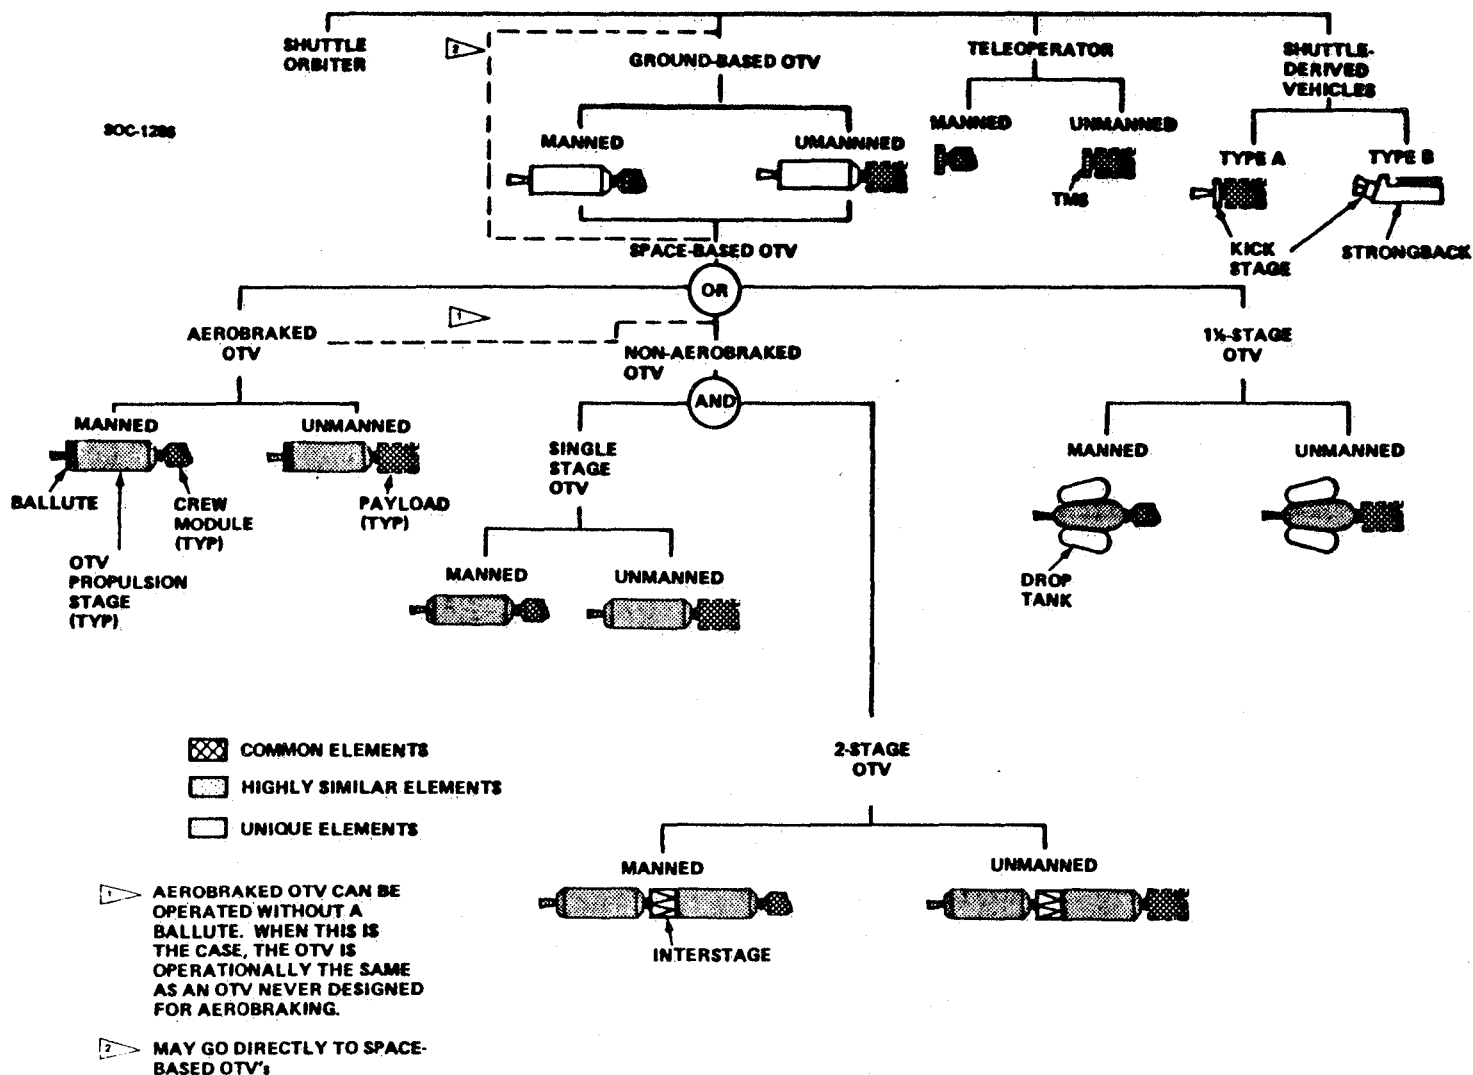 SHUTTLE
ORBITER
2
GROUND-BASED OTV
TELEOPERATOR
SHUTTLE-
DERIVED
VEHICLES
SOC-1286
MANNED
UMANNNED
MANNED
UNMANNED
TMS
TYPE A
TYPE B
KICK
STAGE
STRONGBACK
SPACE-BASED OTV
OR
1
AEROBRAKED
OTV
NON-AEROBRAKED
OTV
1½-STAGE
OTV
AND
MANNED
UNMANNED
BALLUTE
CREW
MODULE
(TYP)
PAYLOAD
(TYP)
OTV
PROPULSION
STAGE
(TYP)
SINGLE
STAGE
OTV
MANNED
UNMANNED
MANNED
UNMANNED
DROP
TANK
COMMON ELEMENTS
HIGHLY SIMILAR ELEMENTS
UNIQUE ELEMENTS
2-STAGE
OTV
MANNED
UNMANNED
INTERSTAGE
1 AEROBRAKED OTV CAN BE
OPERATED WITHOUT A
BALLUTE. WHEN THIS IS
THE CASE, THE OTV IS
OPERATIONALLY THE SAME
AS AN OTV NEVER DESIGNED
FOR AEROBRAKING.
2 MAY GO DIRECTLY TO SPACE-
BASED OTV's